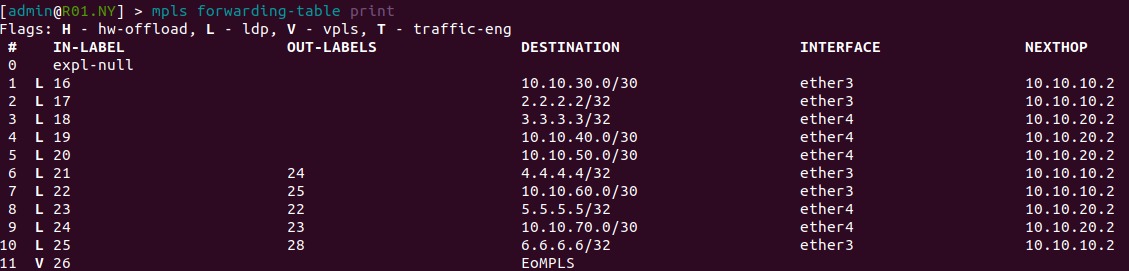 [admin@R01.NY] > mpls forwarding-table print
Flags: H - hw-offload, L - ldp, V - vpls, T - traffic-eng
#    IN-LABEL    OUT-LABELS    DESTINATION    INTERFACE    NEXTHOP
0    expl-null
1  L 16    10.10.30.0/30    ether3    10.10.10.2
2  L 17    2.2.2.2/32    ether3    10.10.10.2
3  L 18    3.3.3.3/32    ether4    10.10.20.2
4  L 19    10.10.40.0/30    ether4    10.10.20.2
5  L 20    10.10.50.0/30    ether4    10.10.20.2
6  L 21    24    4.4.4.4/32    ether3    10.10.10.2
7  L 22    25    10.10.60.0/30    ether3    10.10.10.2
8  L 23    22    5.5.5.5/32    ether4    10.10.20.2
9  L 24    23    10.10.70.0/30    ether4    10.10.20.2
10 L 25    28    6.6.6.6/32    ether3    10.10.10.2
11 V 26    EoMPLS